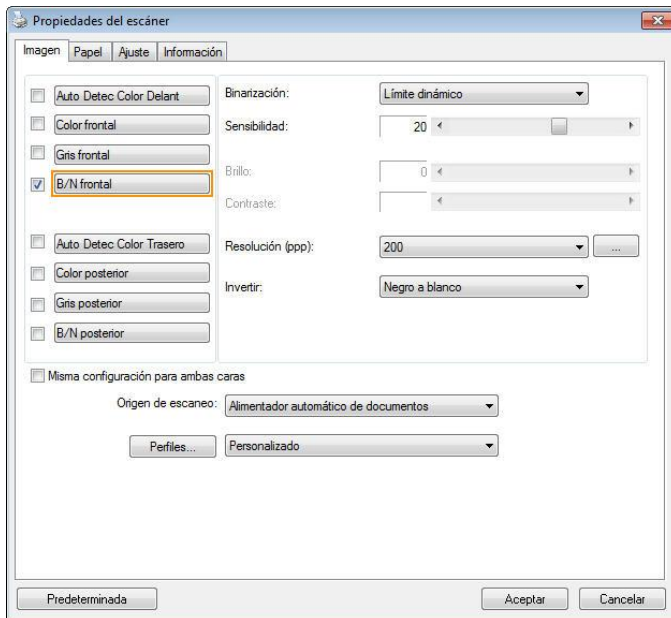 Propiedades del escáner
Imagen Papel Ajuste Información
Auto Detec Color Delant
Color frontal
Gris frontal
B/N frontal
Auto Detec Color Trasero
Color posterior
Gris posterior
B/N posterior
Binarización: Límite dinámico
Sensibilidad: 20
Brillo: 0
Contraste:
Resolución (ppp): 200 ...
Invertir: Negro a blanco
Misma configuración para ambas caras
Origen de escaneo: Alimentador automático de documentos
Perfiles... Personalizado
Predeterminada Aceptar Cancelar